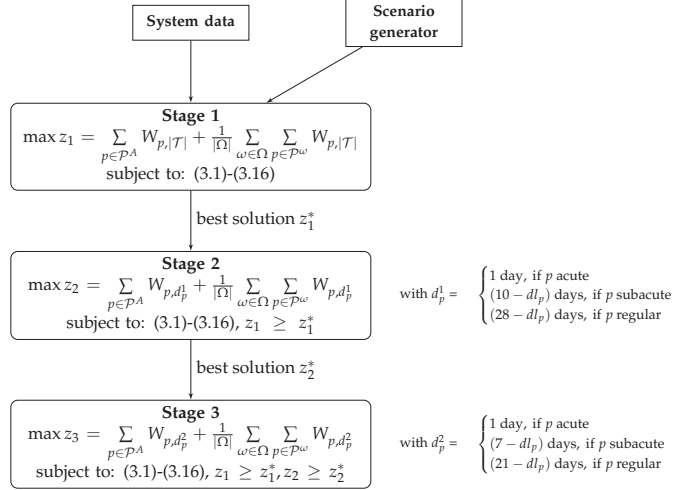 System data
Scenario
generator
Stage 1
max z₁ = ∑_{p∈𝒫^A} W_{p,|𝒯|} + 1/|Ω| ∑_{ω∈Ω} ∑_{p∈𝒫^ω} W_{p,|𝒯|}
subject to: (3.1)-(3.16)
best solution z₁*
Stage 2
max z₂ = ∑_{p∈𝒫^A} W_{p,d_p^1} + 1/|Ω| ∑_{ω∈Ω} ∑_{p∈𝒫^ω} W_{p,d_p^1}
subject to: (3.1)-(3.16), z₁ ≥ z₁*
with d_p^1 =
1 day, if p acute
(10 − dl_p) days, if p subacute
(28 − dl_p) days, if p regular
best solution z₂*
Stage 3
max z₃ = ∑_{p∈𝒫^A} W_{p,d_p^2} + 1/|Ω| ∑_{ω∈Ω} ∑_{p∈𝒫^ω} W_{p,d_p^2}
subject to: (3.1)-(3.16), z₁ ≥ z₁*, z₂ ≥ z₂*
with d_p^2 =
1 day, if p acute
(7 − dl_p) days, if p subacute
(21 − dl_p) days, if p regular